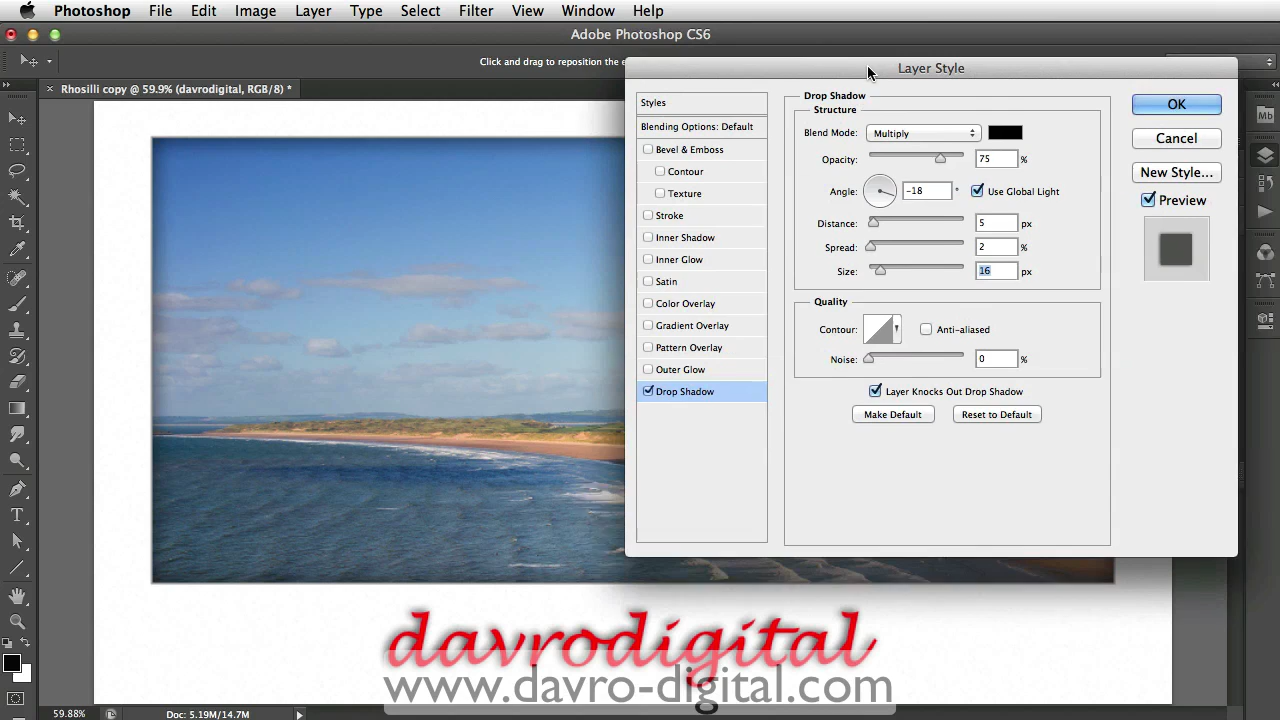 Photoshop File Edit Image Layer Type Select Filter View Window Help
Adobe Photoshop CS6
Click and drag to reposition the e
× Rhosilli copy @ 59.9% (davrodigital, RGB/8) *
Layer Style
Styles
Blending Options: Default
Bevel & Emboss
Contour
Texture
Stroke
Inner Shadow
Inner Glow
Satin
Color Overlay
Gradient Overlay
Pattern Overlay
Outer Glow
Drop Shadow
Drop Shadow
Structure
Blend Mode: Multiply
Opacity: 75 %
Angle: -18 ° Use Global Light
Distance: 5 px
Spread: 2 %
Size: 16 px
Quality
Contour: Anti-aliased
Noise: 0 %
Layer Knocks Out Drop Shadow
Make Default Reset to Default
OK
Cancel
New Style...
Preview
Mb
T
davrodigital
www.davro-digital.com
59.88% Doc: 5.19M/14.7M